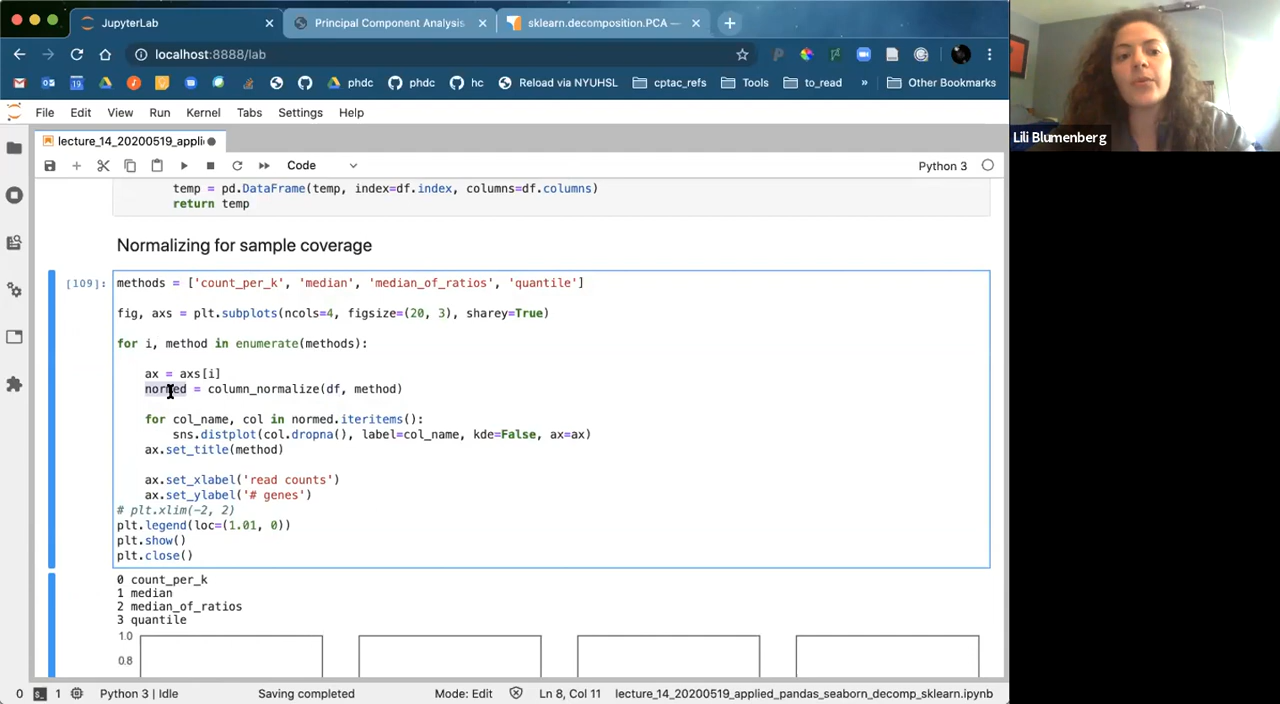 JupyterLab
Principal Component Analysis
sklearn.decomposition.PCA —
localhost:8888/lab
phdc
phdc
hc
Reload via NYUHSL
cptac_refs
Tools
to_read
»
Other Bookmarks
File Edit View Run Kernel Tabs Settings Help
lecture_14_20200519_appli
Code
Python 3
temp = pd.DataFrame(temp, index=df.index, columns=df.columns)
return temp
Normalizing for sample coverage
[109]:
methods = ['count_per_k', 'median', 'median_of_ratios', 'quantile']
fig, axs = plt.subplots(ncols=4, figsize=(20, 3), sharey=True)
for i, method in enumerate(methods):
ax = axs[i]
normed = column_normalize(df, method)
for col_name, col in normed.iteritems():
sns.distplot(col.dropna(), label=col_name, kde=False, ax=ax)
ax.set_title(method)
ax.set_xlabel('read counts')
ax.set_ylabel('# genes')
# plt.xlim(-2, 2)
plt.legend(loc=(1.01, 0))
plt.show()
plt.close()
0 count_per_k
1 median
2 median_of_ratios
3 quantile
1.0
0.8
0
1
Python 3 | Idle
Saving completed
Mode: Edit
Ln 8, Col 11
lecture_14_20200519_applied_pandas_seaborn_decomp_sklearn.ipynb
Lili Blumenberg